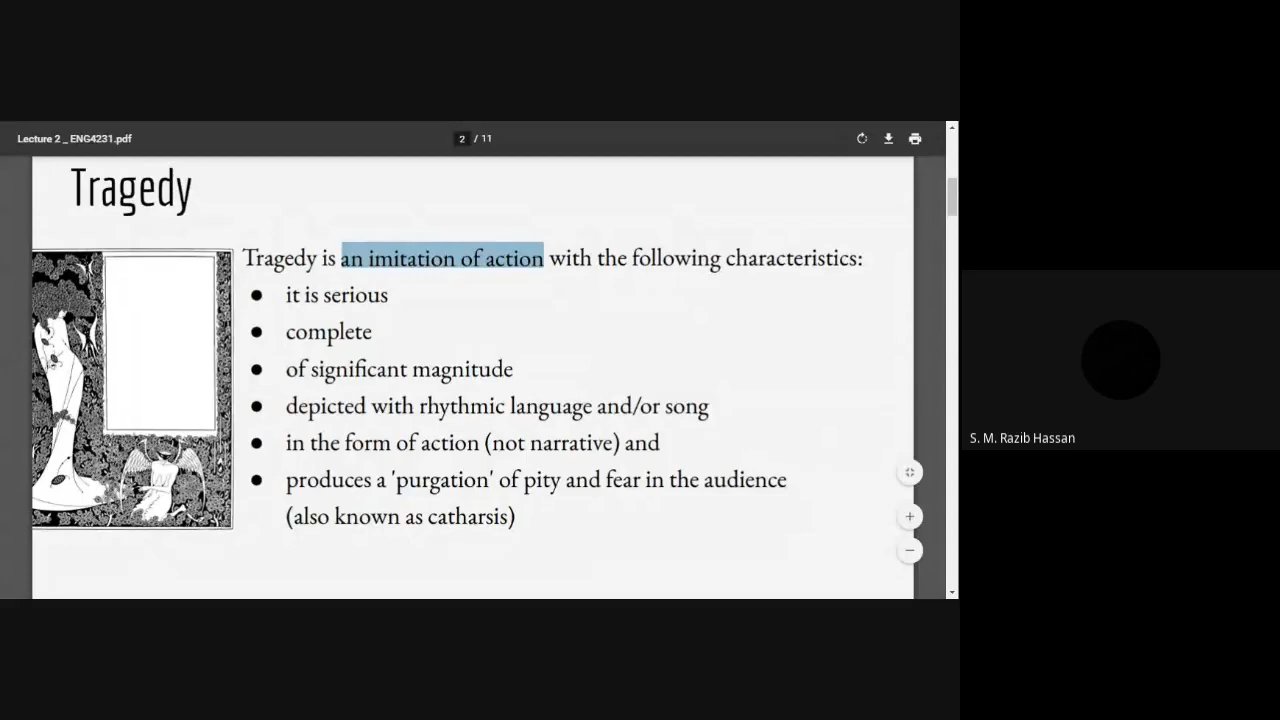 Lecture 2 _ ENG4231.pdf
2 / 11
Tragedy
Tragedy is an imitation of action with the following characteristics:
● it is serious
● complete
● of significant magnitude
● depicted with rhythmic language and/or song
● in the form of action (not narrative) and
● produces a 'purgation' of pity and fear in the audience
(also known as catharsis)
S. M. Razib Hassan